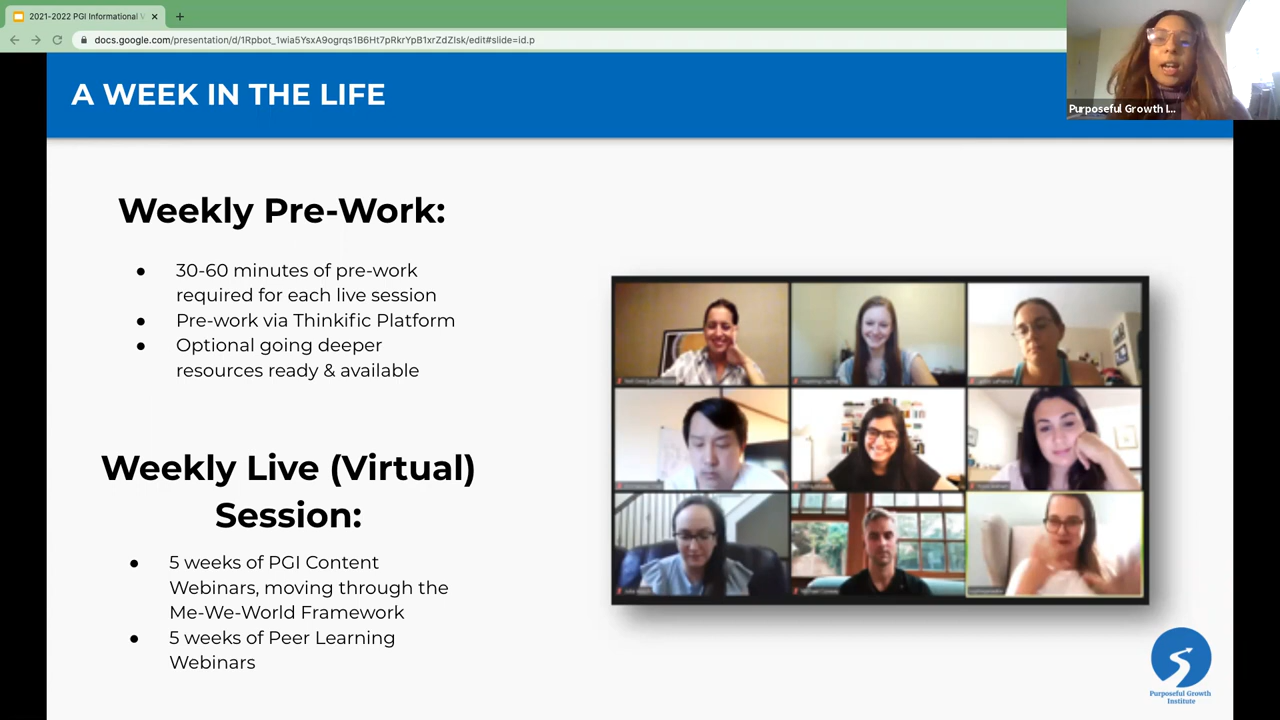 2021-2022 PGI Informational
docs.google.com/presentation/d/1Rpbot_1wia5YsxA9ogrqs1B6Ht7pRkrYpB1xrZdZIsk/edit#slide=id.p
A WEEK IN THE LIFE
Purposeful Growth I...
Weekly Pre-Work:
● 30-60 minutes of pre-work
required for each live session
● Pre-work via Thinkific Platform
● Optional going deeper
resources ready & available
Weekly Live (Virtual)
Session:
● 5 weeks of PGI Content
Webinars, moving through the
Me-We-World Framework
● 5 weeks of Peer Learning
Webinars
Purposeful Growth
Institute